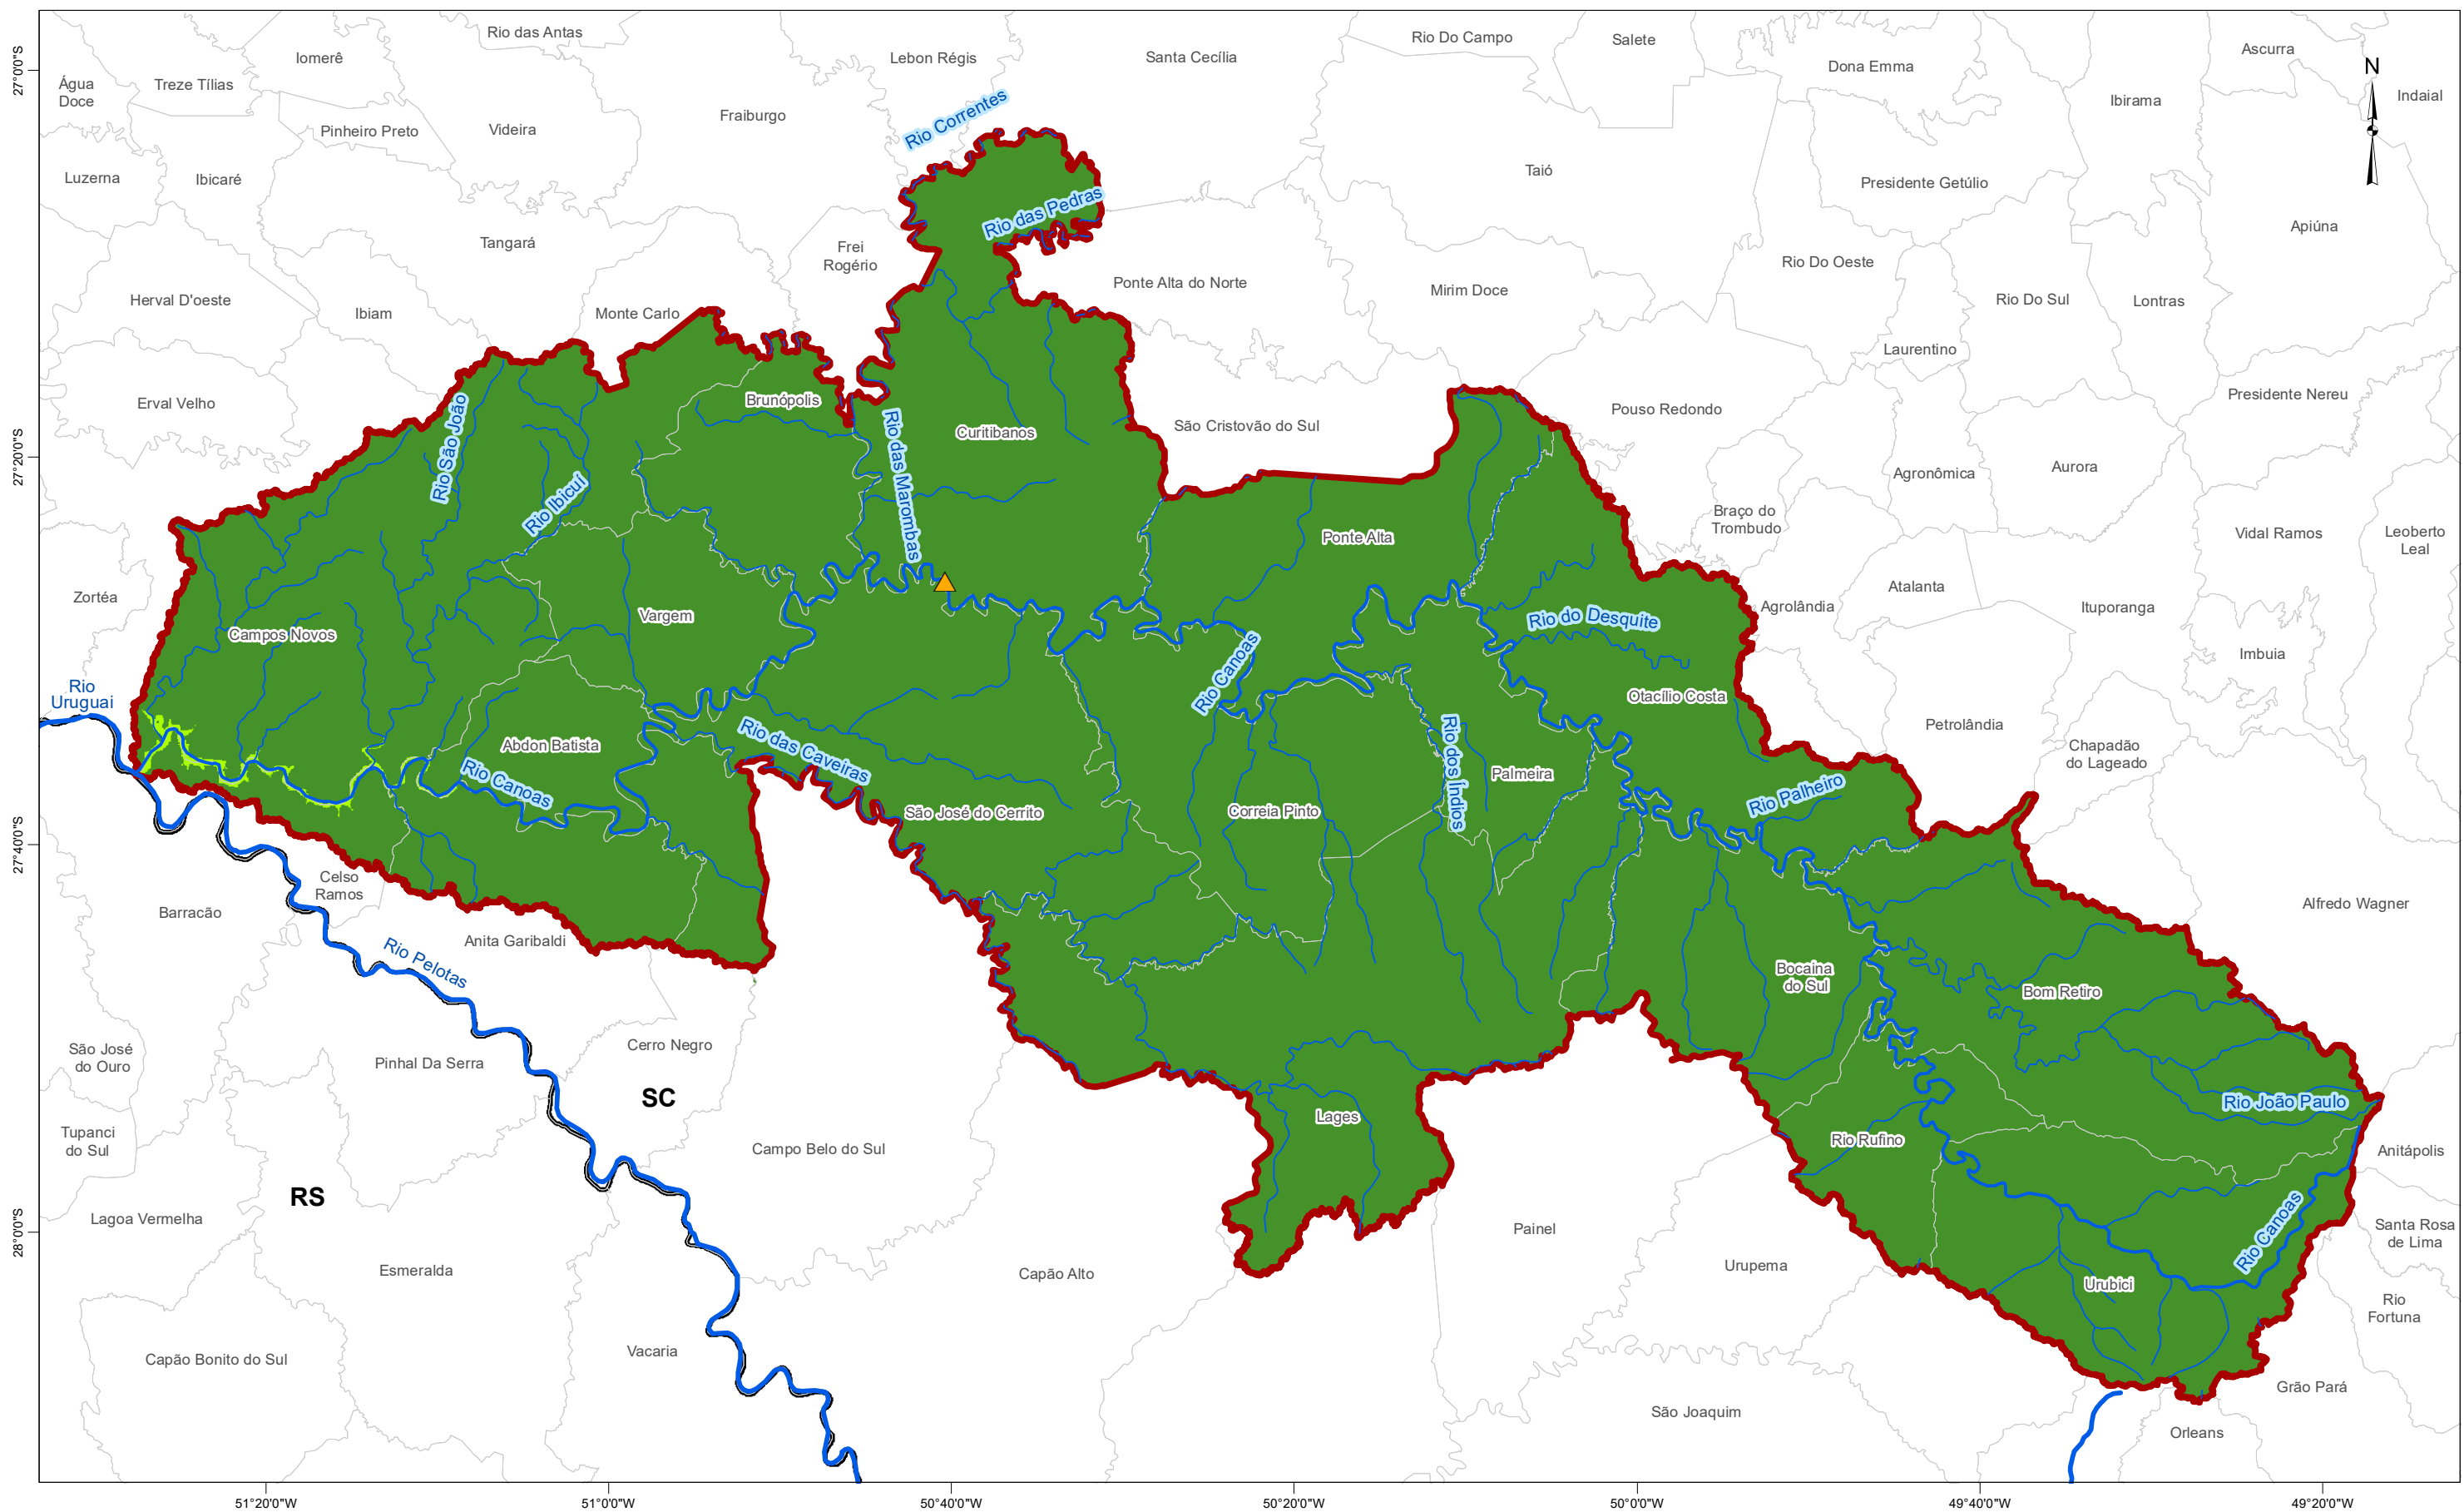 Rio das Antas
Rio Do Campo
Salete
Ascurra
Iomerê
Lebon Régis
Santa Cecília
Dona Emma
N
27°0'0"S
Água
Doce
Treze Tílias
Ibirama
Indaial
Rio Correntes
Fraiburgo
Pinheiro Preto
Videira
Luzerna
Ibicaré
Taió
Presidente Getúlio
Rio das Pedras
Apiúna
Tangará
Frei
Rogério
Rio Do Oeste
Ponte Alta do Norte
Mirim Doce
Herval D'oeste
Ibiam
Monte Carlo
Rio Do Sul
Lontras
Laurentino
Erval Velho
Brunópolis
Presidente Nereu
Pouso Redondo
Rio São João
Rio das Marombas
Curitibanos
São Cristovão do Sul
27°20'0"S
Agronômica
Aurora
Rio Ibicuí
Braço do
Trombudo
Ponte Alta
Vidal Ramos
Leoberto
Leal
Zortéa
Atalanta
Agrolândia
Ituporanga
Vargem
Rio do Desquite
Campos Novos
Imbuia
Rio Canoas
Rio
Uruguai
Otacílio Costa
Petrolândia
Rio das Caveiras
Abdon Batista
Chapadão
do Lageado
Rio dos Índios
Palmeira
Rio Canoas
Rio Palheiro
São José do Cerrito
Correia Pinto
27°40'0"S
Celso
Ramos
Barracão
Alfredo Wagner
Anita Garibaldi
Rio Pelotas
Bocaina
do Sul
Bom Retiro
São José
do Ouro
Cerro Negro
Pinhal Da Serra
SC
Rio João Paulo
Lages
Tupanci
do Sul
Rio Rufino
Campo Belo do Sul
Anitápolis
RS
Lagoa Vermelha
Painel
Rio Canoas
Santa Rosa
de Lima
28°0'0"S
Esmeralda
Capão Alto
Urupema
Urubici
Rio
Fortuna
Capão Bonito do Sul
Vacaria
Grão Pará
São Joaquim
Orleans
51°20'0"W
51°0'0"W
50°40'0"W
50°20'0"W
50°0'0"W
49°40'0"W
49°20'0"W